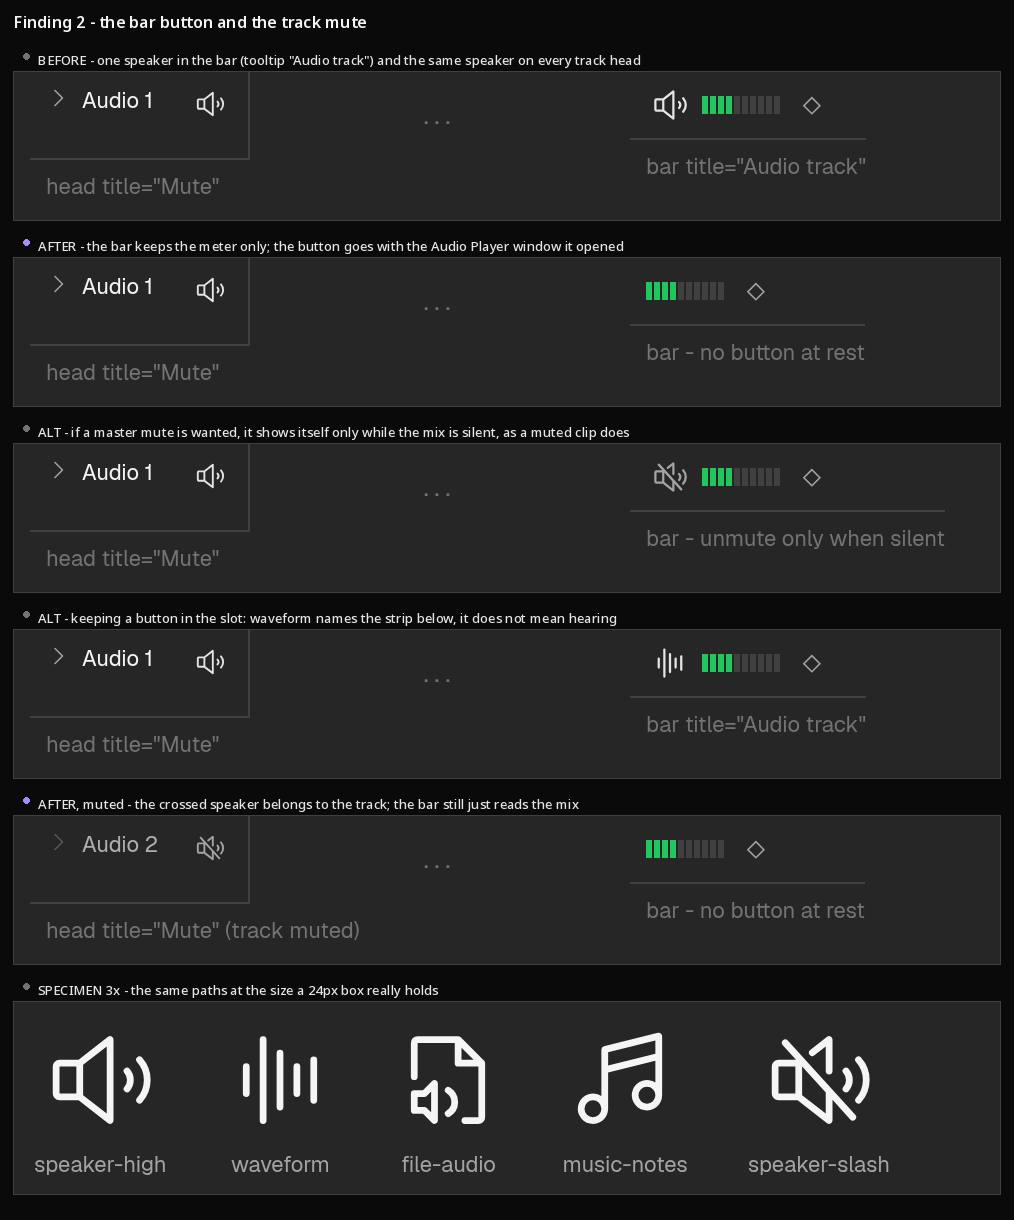 Finding 2 - the bar button and the track mute
BEFORE - one speaker in the bar (tooltip "Audio track") and the same speaker on every track head
Audio 1
...
bar title="Audio track"
head title="Mute"
AFTER - the bar keeps the meter only; the button goes with the Audio Player window it opened
Audio 1
...
bar - no button at rest
head title="Mute"
ALT - if a master mute is wanted, it shows itself only while the mix is silent, as a muted clip does
Audio 1
...
bar - unmute only when silent
head title="Mute"
ALT - keeping a button in the slot: waveform names the strip below, it does not mean hearing
Audio 1
...
bar title="Audio track"
head title="Mute"
AFTER, muted - the crossed speaker belongs to the track; the bar still just reads the mix
Audio 2
...
bar - no button at rest
head title="Mute" (track muted)
SPECIMEN 3x - the same paths at the size a 24px box really holds
speaker-high
waveform
file-audio
music-notes
speaker-slash